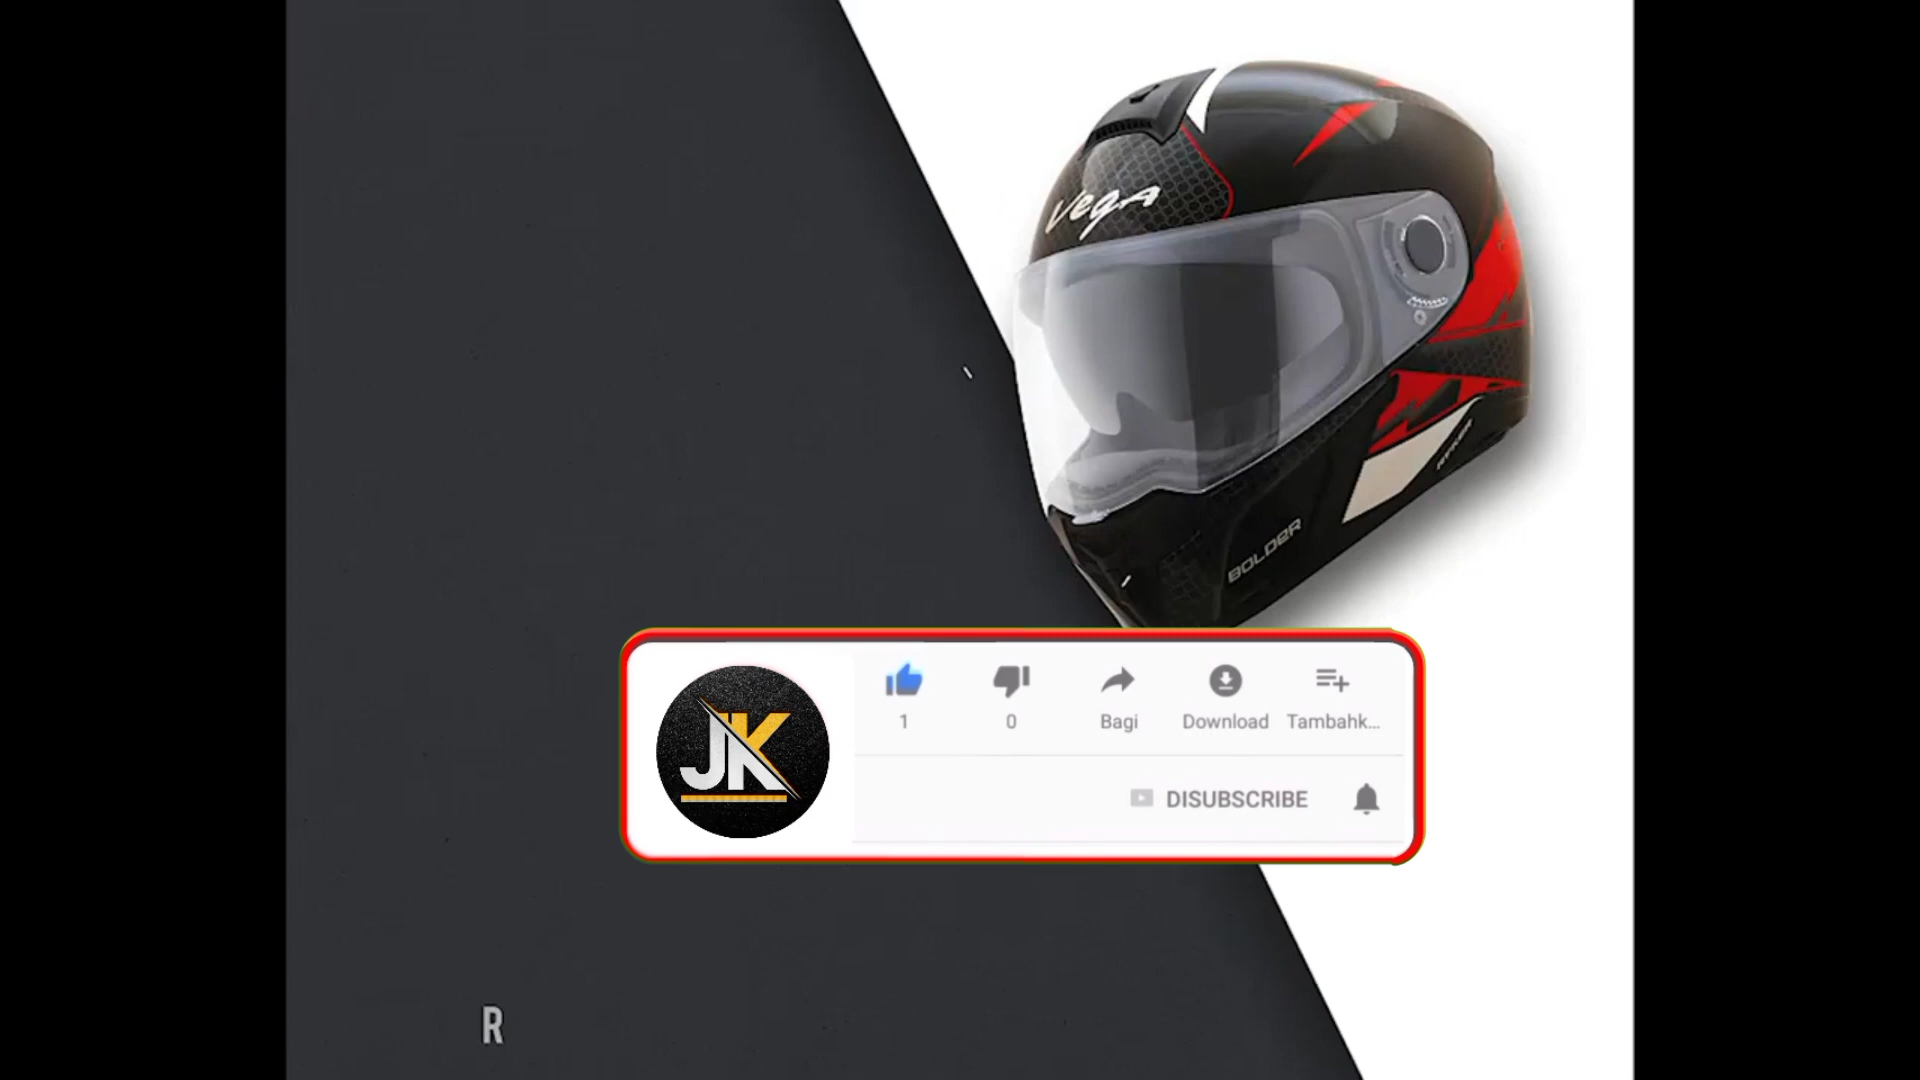 Vega
BOLDER
JK
1
0
Bagi
Download
Tambahk...
DISUBSCRIBE
R